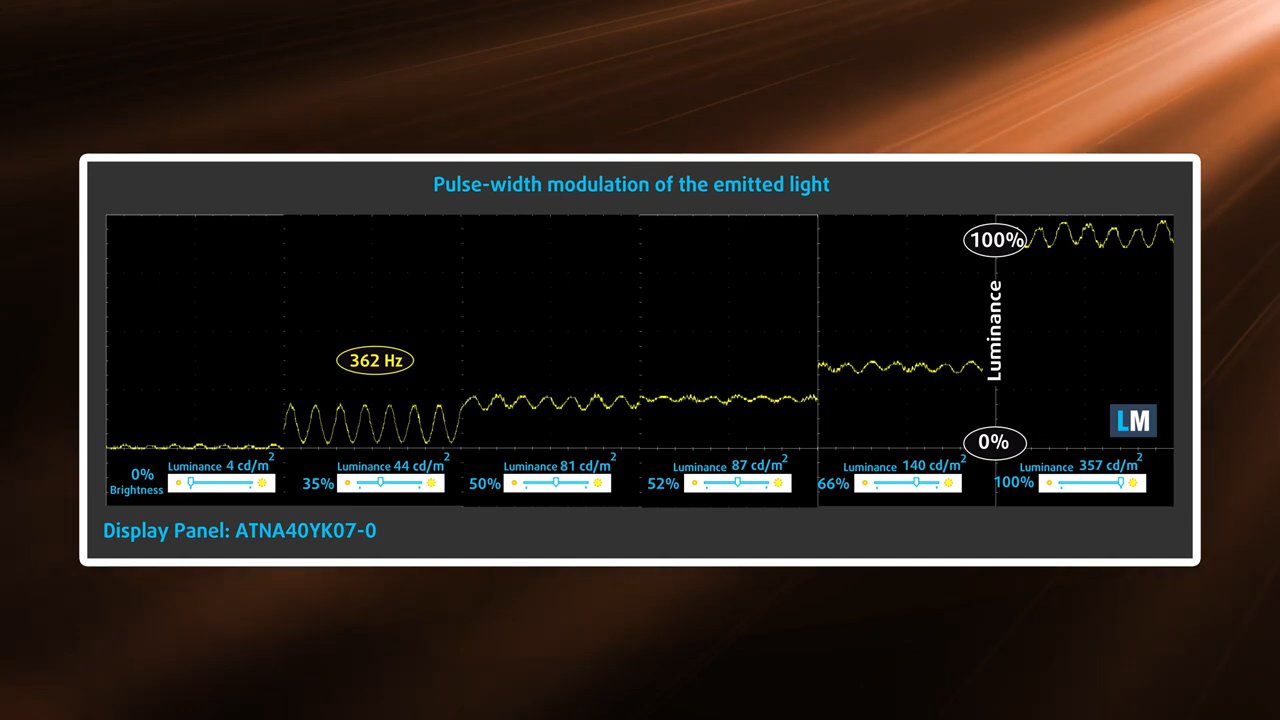 Pulse-width modulation of the emitted light
100%
362 Hz
Luminance
LM
0%
0%
Brightness
Luminance 4 cd/m²
35%
Luminance 44 cd/m²
50%
Luminance 81 cd/m²
52%
Luminance 87 cd/m²
66%
Luminance 140 cd/m²
100%
Luminance 357 cd/m²
Display Panel: ATNA40YK07-0